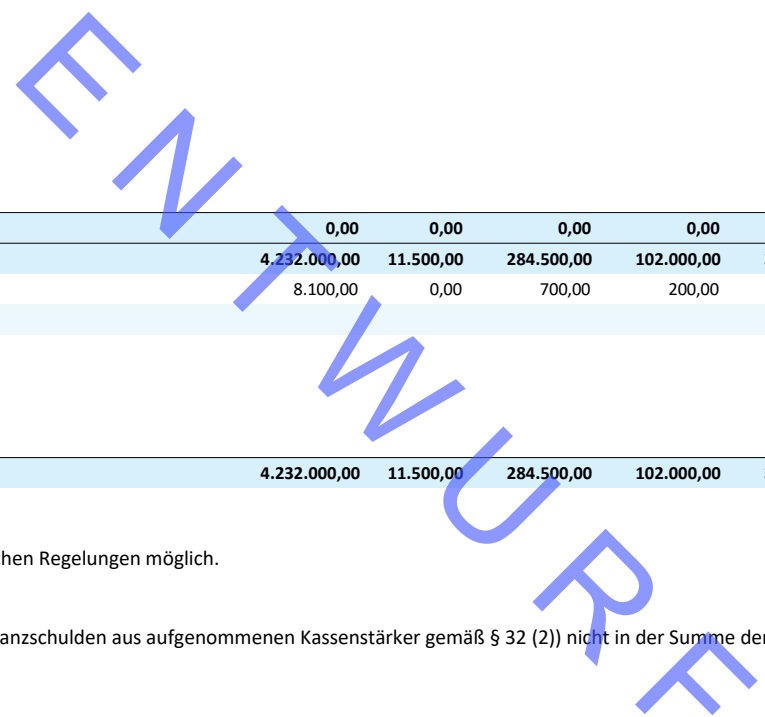 0,00 0,00 0,00 0,00
4.232.000,00 11.500,00 284.500,00 102.000,00
8.100,00 0,00 700,00 200,00
4.232.000,00 11.500,00 284.500,00 102.000,00
chen Regelungen möglich.
anzschulden aus aufgenommenen Kassenstärker gemäß § 32 (2)) nicht in der Summe der
ENTWURF